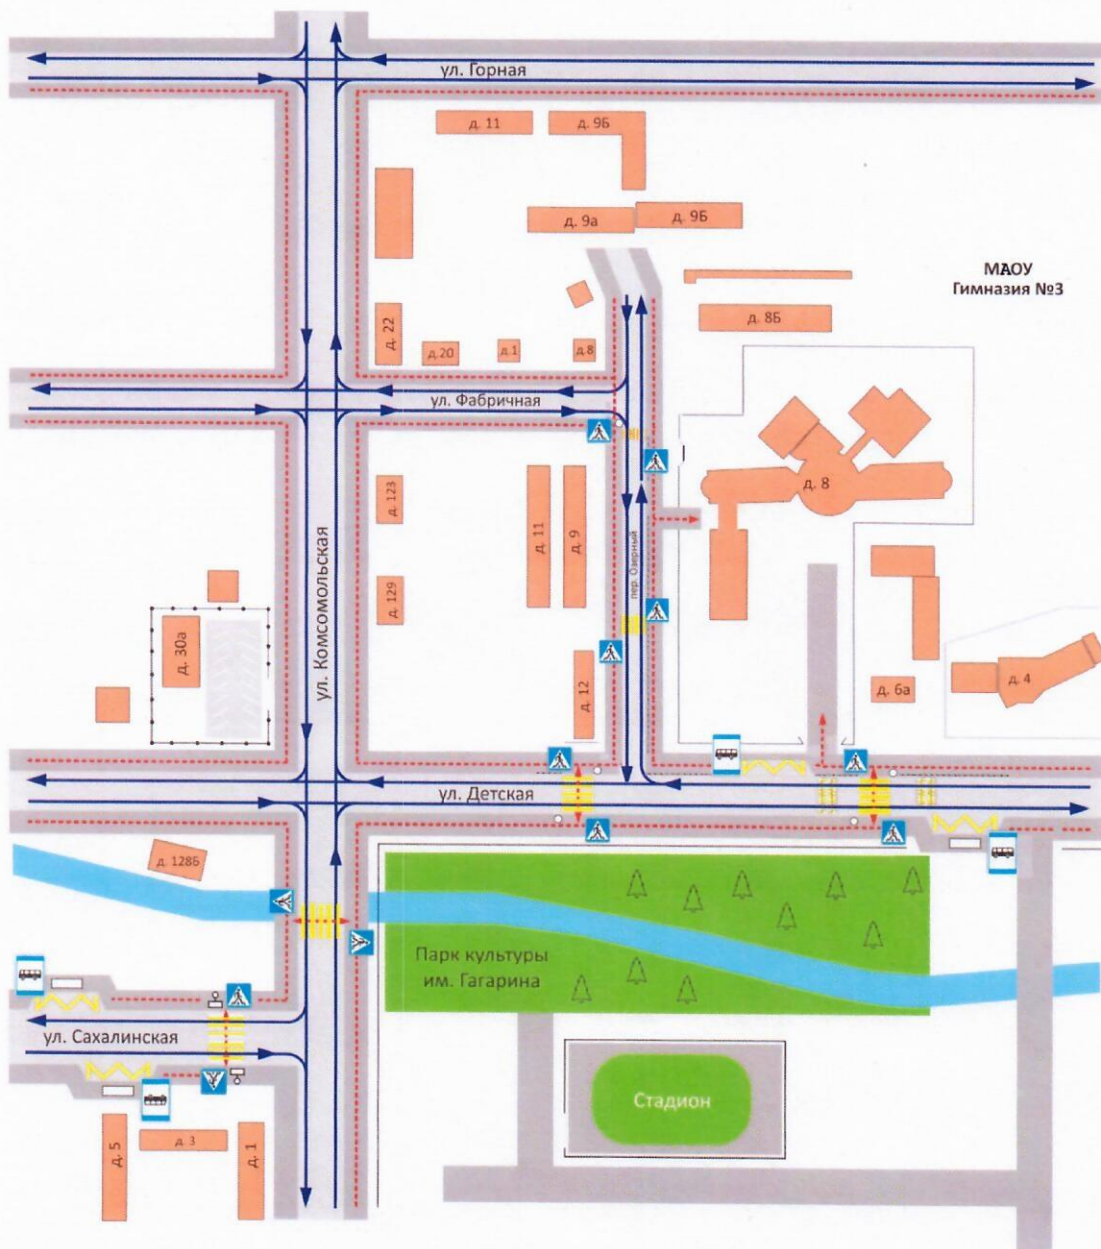 ул. Горная
д. 11
д. 9Б
д. 9а
д. 9Б
МАОУ
Гимназия №3
д. 8Б
д. 22
д. 20
д.1
д.8
ул. Фабричная
д. 123
д. 11
д. 9
д. 8
пер. Озерный
ул. Комсомольская
д. 129
д. 30а
д. 12
д. 6а
д. 4
ул. Детская
д. 128Б
Парк культуры
им. Гагарина
ул. Сахалинская
Стадион
д. 5
д. 3
д. 1